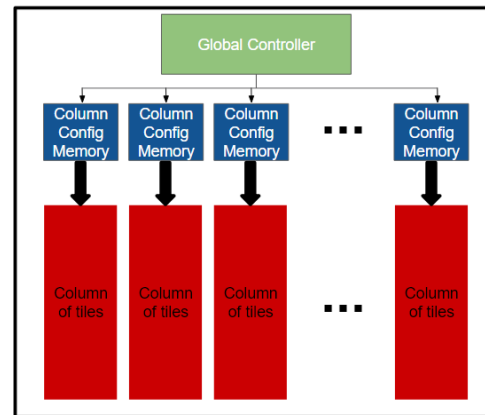 Global Controller
Column
Config
Memory
Column
Config
Memory
Column
Config
Memory
...
Column
Config
Memory
Column
of tiles
Column
of tiles
Column
of tiles
...
Column
of tiles